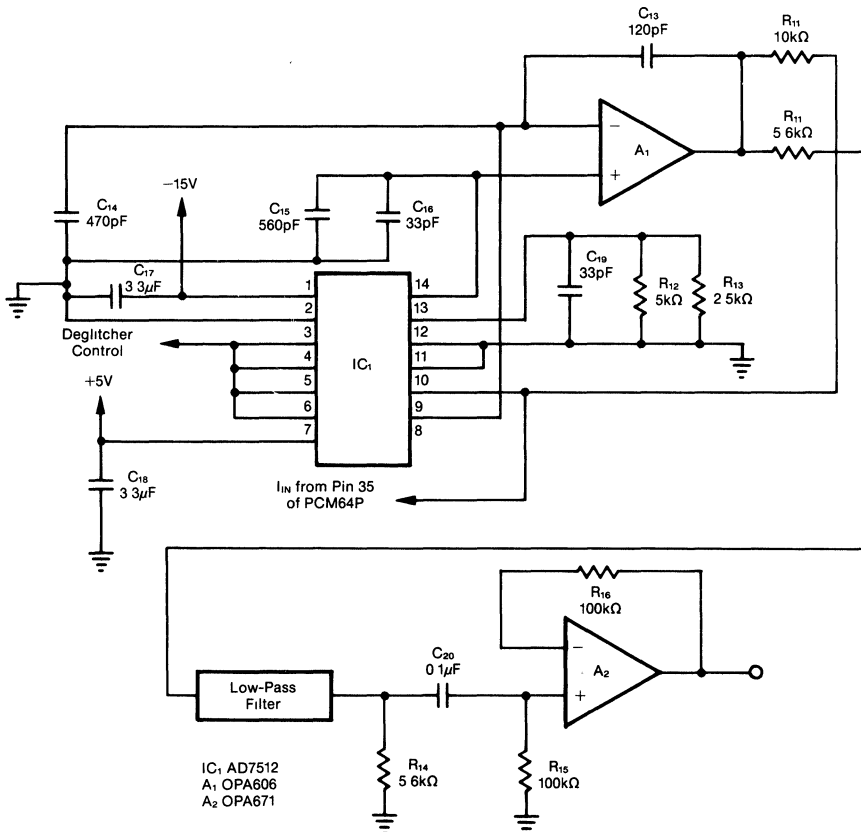 C13
120pF
R11
10kΩ
A1
−
+
R11
5 6kΩ
−15V
C14
470pF
C15
560pF
C16
33pF
C17
3 3μF
C19
33pF
R12
5kΩ
R13
2 5kΩ
Deglitcher
Control
+5V
1
2
3
4
5
6
7
IC1
14
13
12
11
10
9
8
C18
3 3μF
IIN from Pin 35
of PCM64P
R16
100kΩ
A2
−
+
C20
0 1μF
Low-Pass
Filter
R14
5 6kΩ
R15
100kΩ
IC1 AD7512
A1 OPA606
A2 OPA671